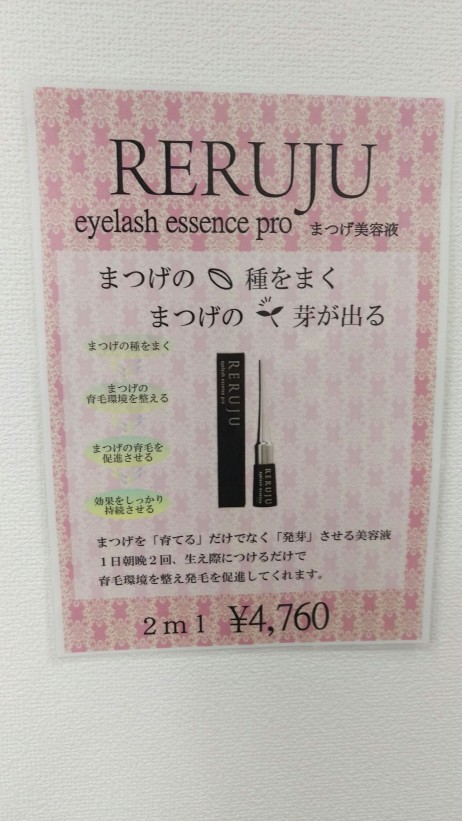 RERUJU
eyelash essence pro まつげ美容液
まつげの 種をまく
まつげの 芽が出る
まつげの種をまく
まつげの
育毛環境を整える
まつげの育毛を
促進させる
効果をしっかり
持続させる
RERUJU
eyelash essence pro
RERUJU
まつげを「育てる」だけでなく「発芽」させる美容液
1日朝晩2回、生え際につけるだけで
育毛環境を整え発毛を促進してくれます。
2ml ¥4,760